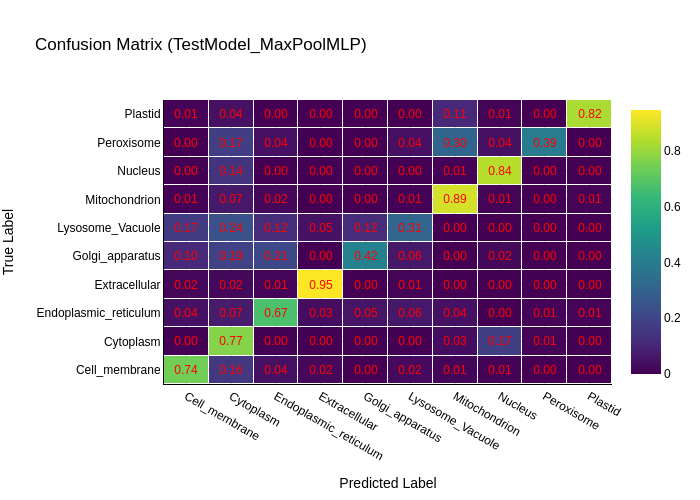 Confusion Matrix (TestModel_MaxPoolMLP)
True Label
Plastid 0.01 0.04 0.00 0.00 0.00 0.00 0.11 0.01 0.00 0.82
Peroxisome 0.00 0.17 0.04 0.00 0.00 0.04 0.04 0.39 0.00
Nucleus 0.00 0.14 0.00 0.00 0.00 0.00 0.01 0.84 0.00 0.00
Mitochondrion 0.01 0.07 0.02 0.00 0.00 0.01 0.89 0.01 0.00 0.01
Lysosome_Vacuole 0.17 0.24 0.12 0.05 0.12 0.31 0.00 0.00 0.00 0.00
Golgi_apparatus 0.10 0.00 0.42 0.06 0.00 0.02 0.00 0.00
Extracellular 0.02 0.02 0.01 0.95 0.00 0.01 0.00 0.00 0.00 0.00
Endoplasmic_reticulum 0.04 0.07 0.67 0.03 0.05 0.06 0.04 0.00 0.01 0.01
Cytoplasm 0.00 0.77 0.00 0.00 0.00 0.00 0.03 0.17 0.01 0.00
Cell_membrane 0.74 0.16 0.04 0.02 0.00 0.02 0.01 0.01 0.00 0.00
Cell_membrane
Cytoplasm
Endoplasmic_reticulum
Extracellular
Golgi_apparatus
Lysosome_Vacuole
Mitochondrion
Nucleus
Peroxisome
Plastid
Predicted Label
0.8
0.6
0.4
0.2
0